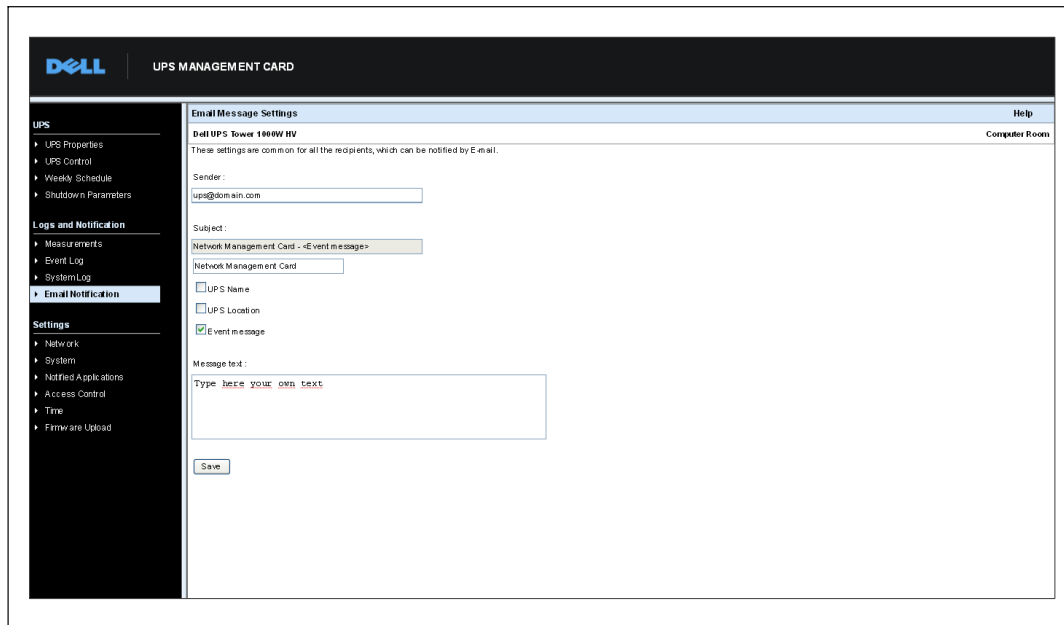 DELL
UPS MANAGEMENT CARD
UPS
UPS Properties
UPS Control
Weekly Schedule
Shutdown Parameters
Logs and Notification
Measurements
Event Log
System Log
Email Notification
Settings
Network
System
Notified Applications
Access Control
Time
Firmware Upload
Email Message Settings Help
Dell UPS Tower 1000W HV Computer Room
These settings are common for all the recipients, which can be notified by E-mail.
Sender :
ups@domain.com
Subject :
Network Management Card - <Event message>
Network Management Card
UPS Name
UPS Location
Event message
Message text :
Type here your own text
Save